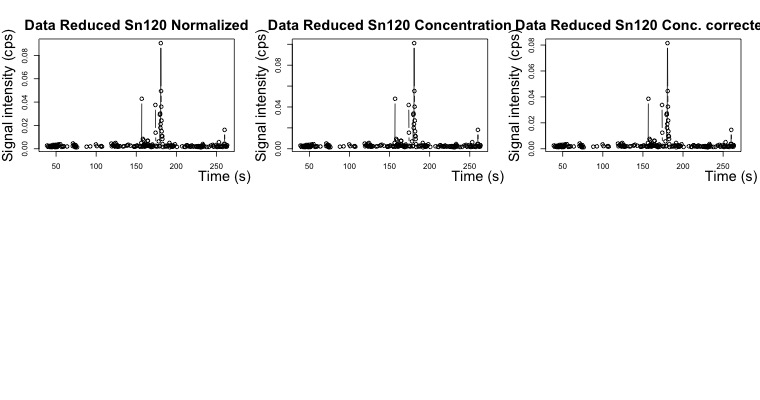 Data Reduced Sn120 Normalized
Signal intensity (cps)
0.00 0.02 0.04 0.06 0.08
50 100 150 200 250
Time (s)
Data Reduced Sn120 Concentration
Signal intensity (cps)
0.00 0.04 0.08
50 100 150 200 250
Time (s)
Data Reduced Sn120 Conc. correcte
Signal intensity (cps)
0.00 0.02 0.04 0.06 0.08
50 100 150 200 250
Time (s)